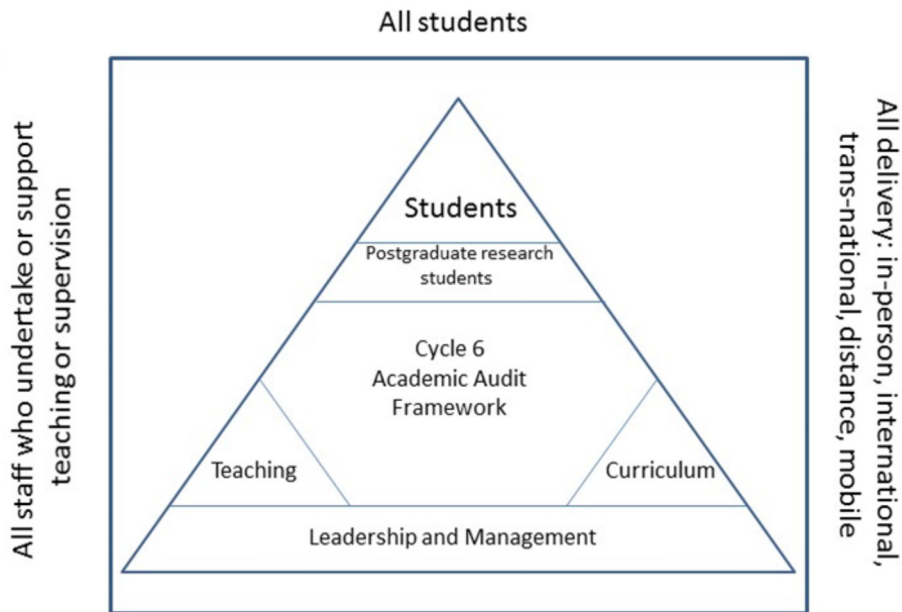 All students
All staff who undertake or support
teaching or supervision
Students
Postgraduate research
students
Cycle 6
Academic Audit
Framework
Teaching
Curriculum
Leadership and Management
All delivery: in-person, international,
trans-national, distance, mobile